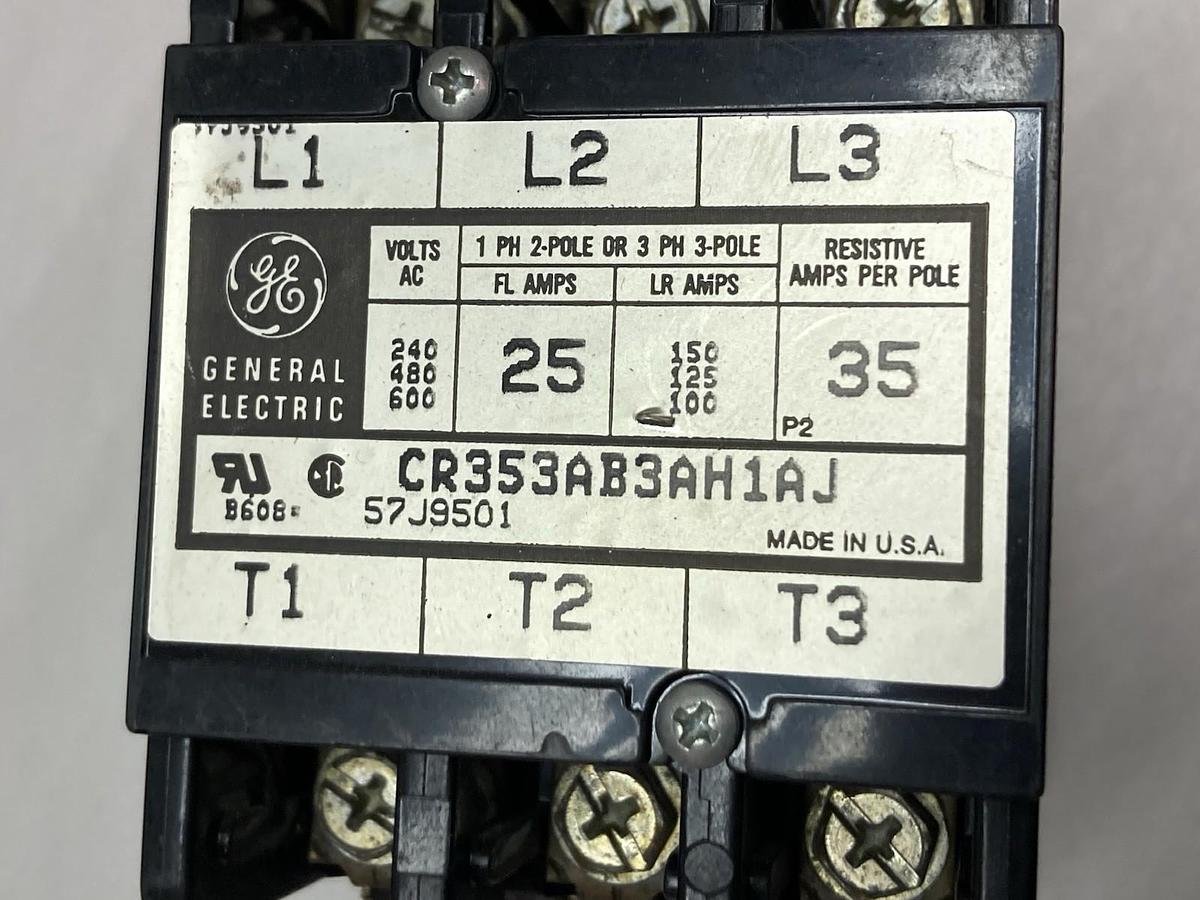 L1 L2 L3
GE
GENERAL
ELECTRIC
VOLTS
AC
1 PH 2-POLE OR 3 PH 3-POLE
FL AMPS LR AMPS
RESISTIVE
AMPS PER POLE
240
480
600
25
150
125
100
35
P2
CR353AB3AH1AJ
B608
57J9501
MADE IN U.S.A.
T1 T2 T3